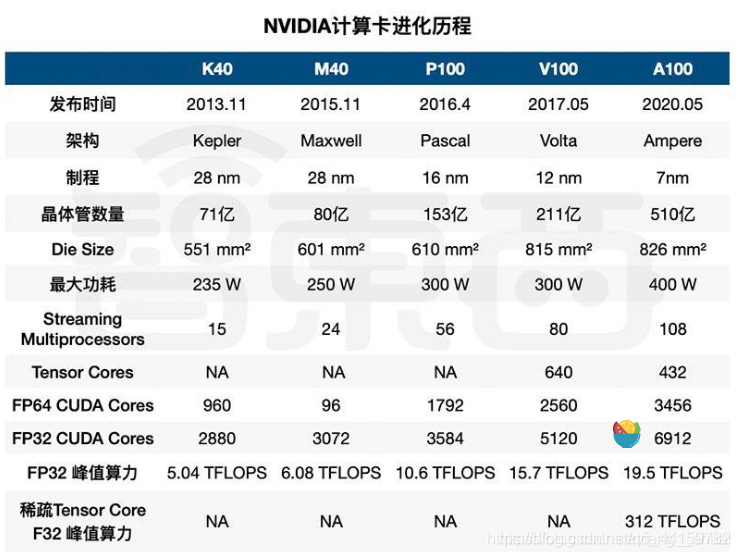 NVIDIA计算卡进化历程
K40 M40 P100 V100 A100
发布时间 2013.11 2015.11 2016.4 2017.05 2020.05
架构 Kepler Maxwell Pascal Volta Ampere
制程 28 nm 28 nm 16 nm 12 nm 7nm
晶体管数量 71亿 80亿 153亿 211亿 510亿
Die Size 551 mm² 601 mm² 610 mm² 815 mm² 826 mm²
最大功耗 235 W 250 W 300 W 300 W 400 W
Streaming
Multiprocessors 15 24 56 80 108
Tensor Cores NA NA NA 640 432
FP64 CUDA Cores 960 96 1792 2560 3456
FP32 CUDA Cores 2880 3072 3584 5120 6912
FP32 峰值算力 5.04 TFLOPS 6.08 TFLOPS 10.6 TFLOPS 15.7 TFLOPS 19.5 TFLOPS
稀疏Tensor Core
F32 峰值算力 NA NA NA NA 312 TFLOPS
智東西